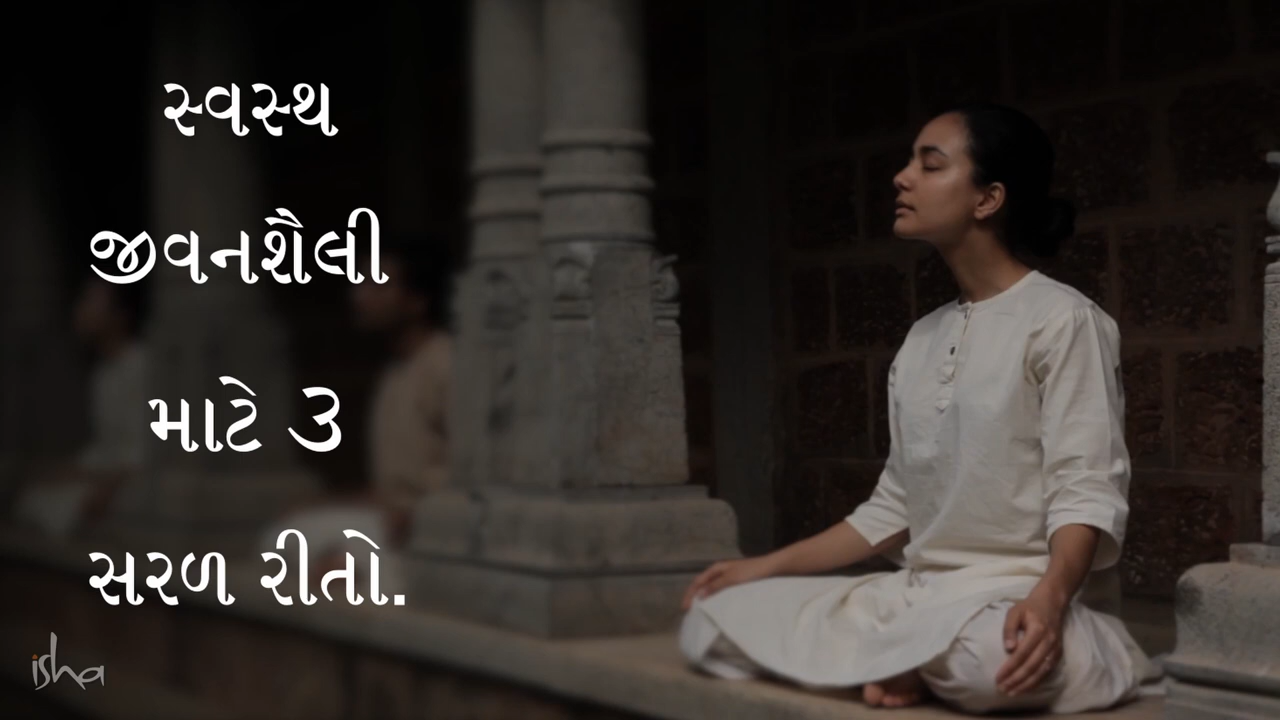 સ્વસ્થ
જીવનશૈલી
માટે ૩
સરળ રીતો.
isha